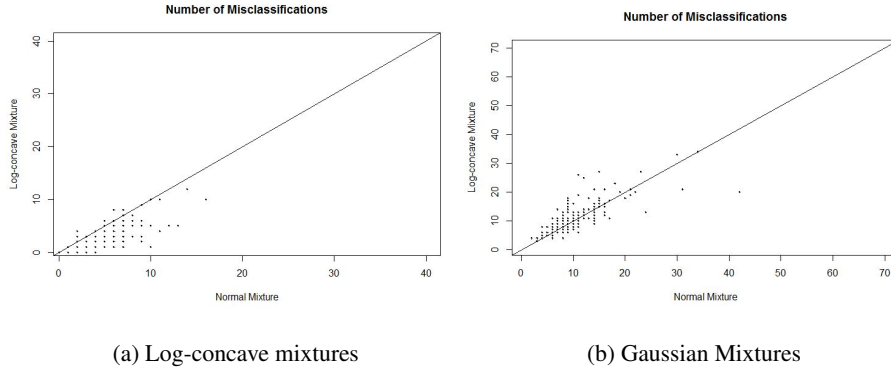 Number of Misclassifications
Log-concave Mixture
0 10 20 30 40
0 10 20 30 40
Normal Mixture
(a) Log-concave mixtures
Number of Misclassifications
Log-concave Mixture
0 10 20 30 40 50 60 70
0 10 20 30 40 50 60 70
Normal Mixture
(b) Gaussian Mixtures